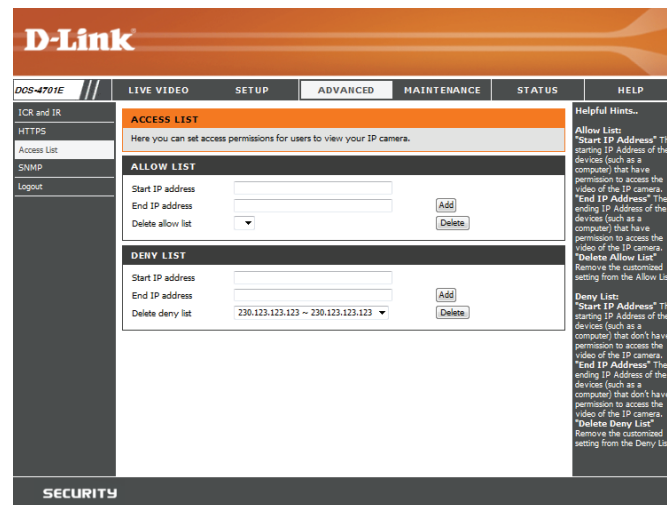 D-Link
DCS-4701E
LIVE VIDEO SETUP ADVANCED MAINTENANCE STATUS HELP
ICR and IR
HTTPS
Access List
SNMP
Logout
ACCESS LIST
Here you can set access permissions for users to view your IP camera.
ALLOW LIST
Start IP address
End IP address Add
Delete allow list Delete
DENY LIST
Start IP address
End IP address Add
Delete deny list 230.123.123.123 ~ 230.123.123.123 Delete
Helpful Hints..
Allow List:
"Start IP Address" Th
starting IP Address of the
devices (such as a
computer) that have
permission to access the
video of the IP camera.
"End IP Address" The
ending IP Address of the
devices (such as a
computer) that have
permission to access the
video of the IP camera.
"Delete Allow List"
Remove the customized
setting from the Allow Lis
Deny List:
"Start IP Address" Th
starting IP Address of the
devices (such as a
computer) that don't have
permission to access the
video of the IP camera.
"End IP Address" The
ending IP Address of the
devices (such as a
computer) that don't have
permission to access the
video of the IP camera.
"Delete Deny List"
Remove the customized
setting from the Deny Lis
SECURITY